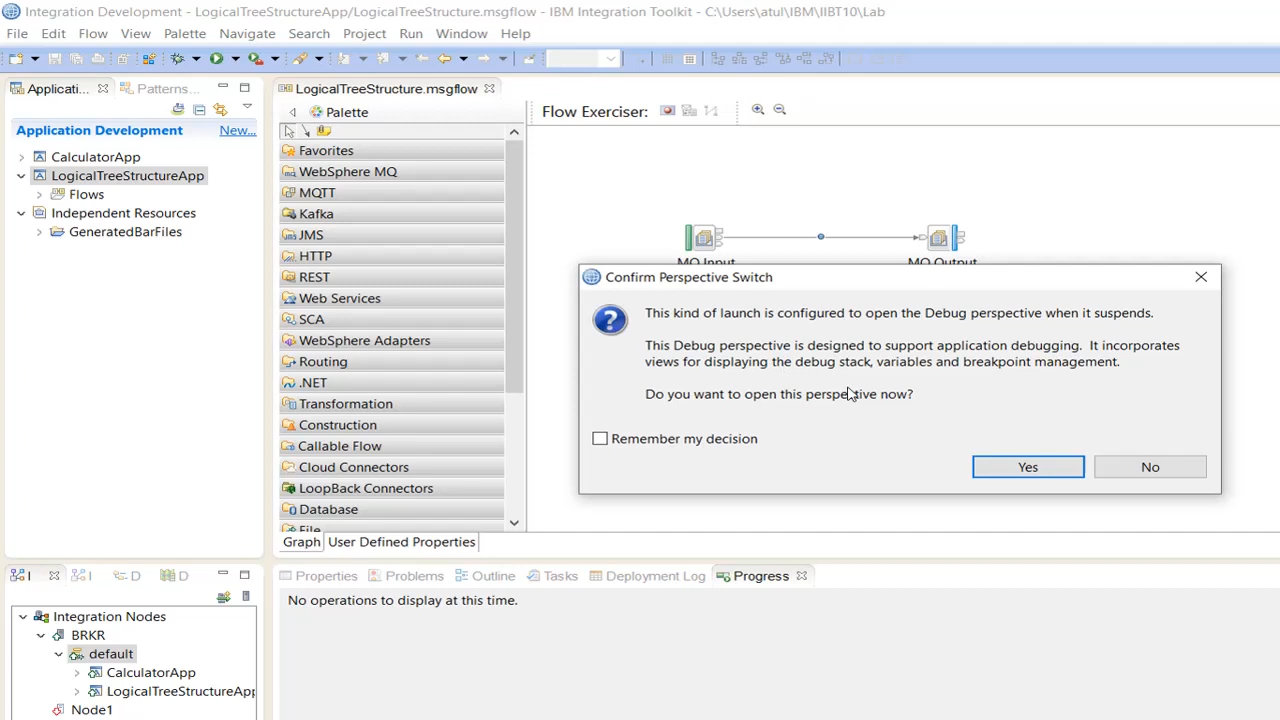 Integration Development - LogicalTreeStructureApp/LogicalTreeStructure.msgflow - IBM Integration Toolkit - C:\Users\atul\IBM\IIBT10\Lab
File Edit Flow View Palette Navigate Search Project Run Window Help
Applicati... Patterns...
Application Development New...
CalculatorApp
LogicalTreeStructureApp
Flows
Independent Resources
GeneratedBarFiles
LogicalTreeStructure.msgflow
Palette
Favorites
WebSphere MQ
MQTT
Kafka
JMS
HTTP
REST
Web Services
SCA
WebSphere Adapters
Routing
.NET
Transformation
Construction
Callable Flow
Cloud Connectors
LoopBack Connectors
Database
File
Graph User Defined Properties
Flow Exerciser:
MQ Input MQ Output
Confirm Perspective Switch
This kind of launch is configured to open the Debug perspective when it suspends.
This Debug perspective is designed to support application debugging. It incorporates
views for displaying the debug stack, variables and breakpoint management.
Do you want to open this perspective now?
Remember my decision
Yes No
I I D D
Integration Nodes
BRKR
default
CalculatorApp
LogicalTreeStructureApp
Node1
Properties Problems Outline Tasks Deployment Log Progress
No operations to display at this time.